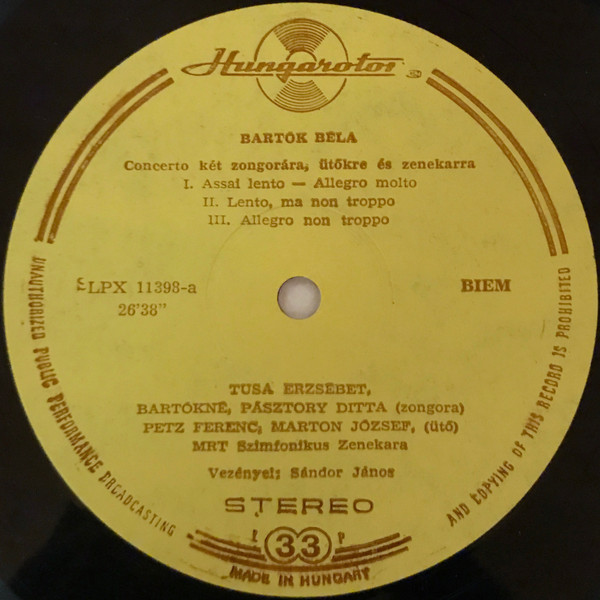 Hungaroton
BARTÓK BÉLA
Concerto két zongorára, ütőkre és zenekarra
I. Assai lento — Allegro molto
II. Lento, ma non troppo
III. Allegro non troppo
SLPX 11398-a
26'38"
BIEM
TUSA ERZSÉBET,
BARTÓKNÉ, PÁSZTORY DITTA (zongora)
PETZ FERENC, MARTON JÓZSEF, (ütő)
MRT Szimfonikus Zenekara
Vezényel: Sándor János
STEREO
33
MADE IN HUNGARY
UNAUTHORIZED PUBLIC PERFORMANCE BROADCASTING
AND COPYING OF THIS RECORD IS PROHIBITED